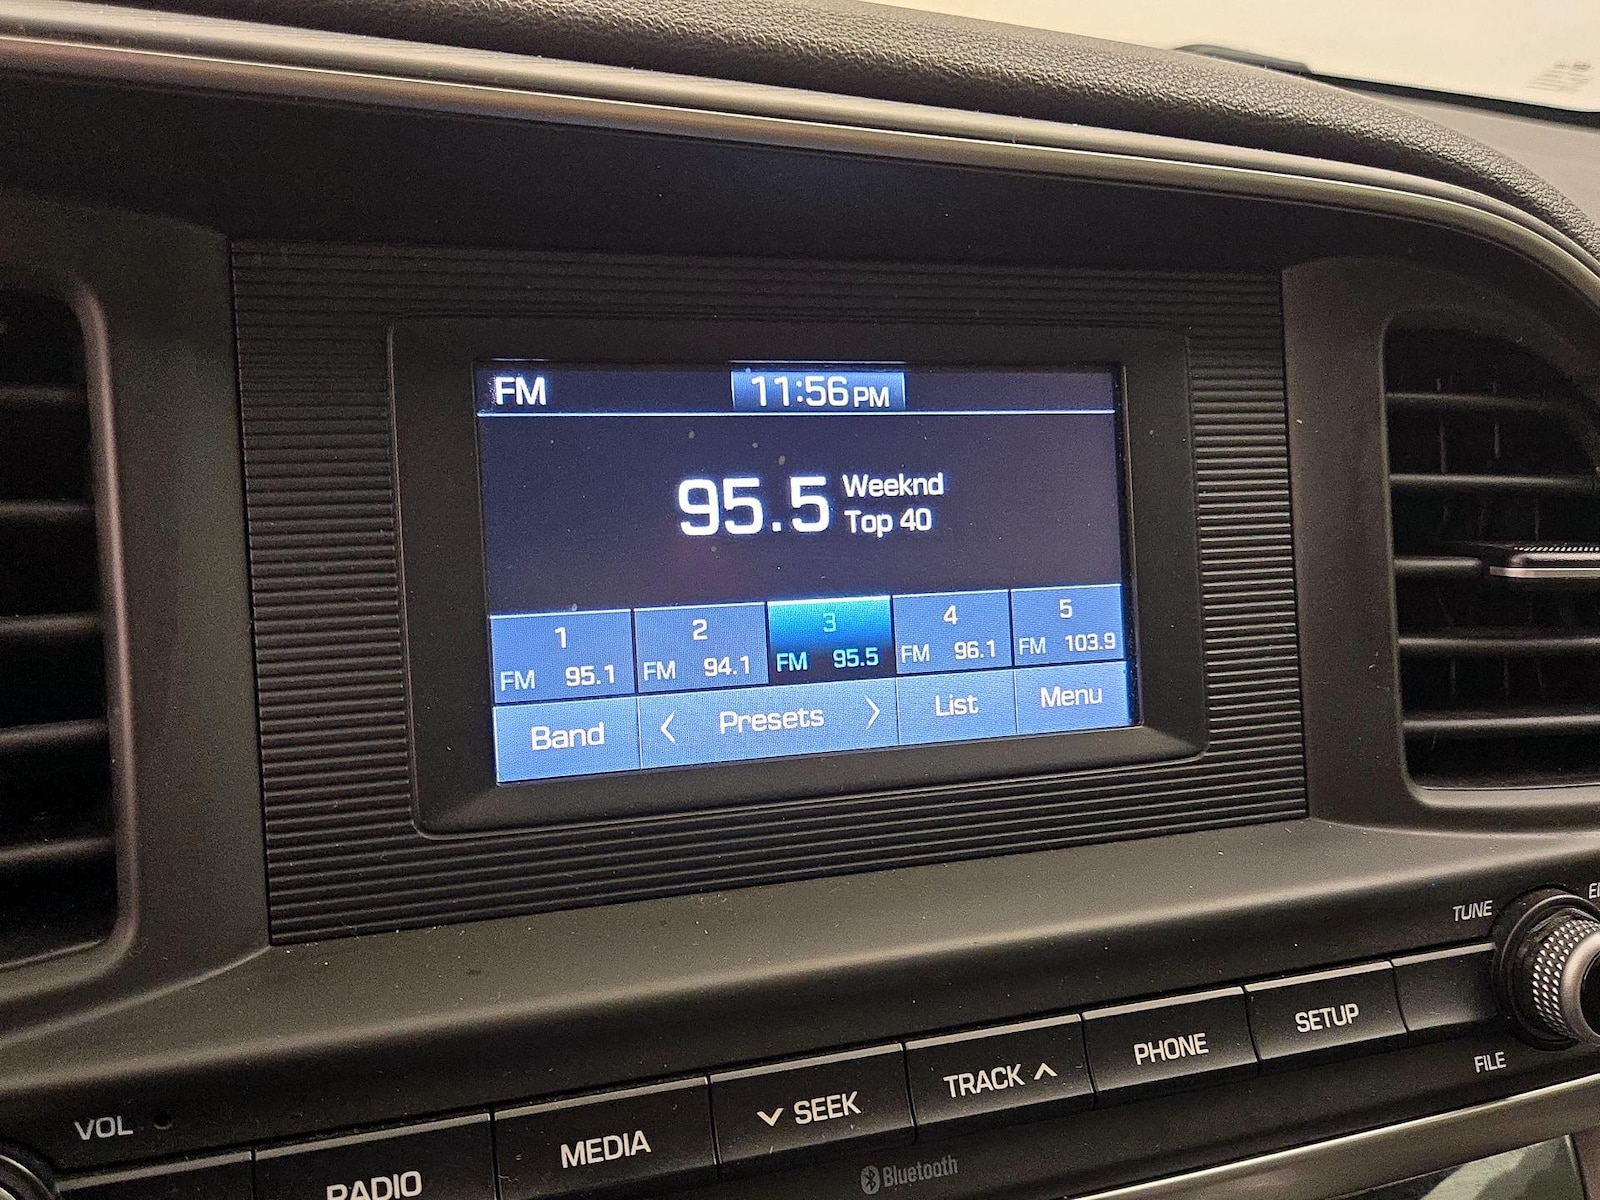 FM 11:56 PM
95.5 Weeknd
Top 40
1 2 3 4 5
FM 95.1 FM 94.1 FM 95.5 FM 96.1 FM 103.9
Band < Presets > List Menu
TUNE
FILE
VOL
RADIO MEDIA ∨ SEEK TRACK ∧ PHONE SETUP
Bluetooth